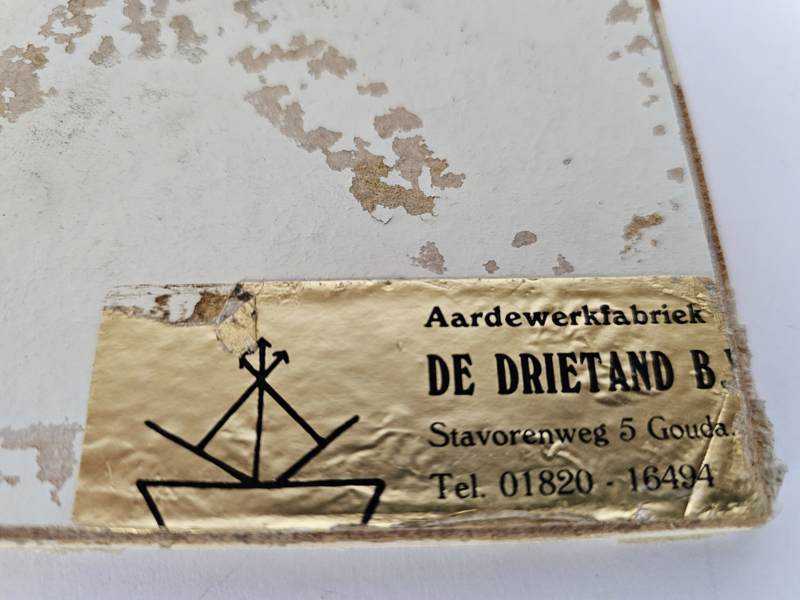 Aardewerkfabriek
DE DRIETAND B.V
Stavorenweg 5 Gouda.
Tel. 01820 - 16494